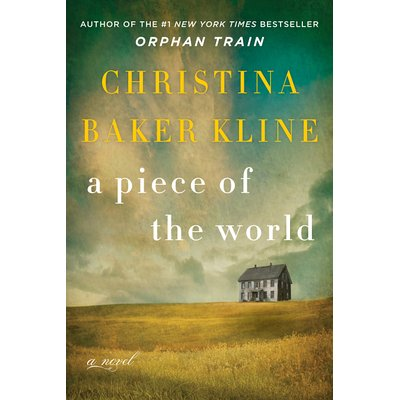 AUTHOR OF THE #1 NEW YORK TIMES BESTSELLER
ORPHAN TRAIN
CHRISTINA
BAKER KLINE
a piece of
the world
a novel